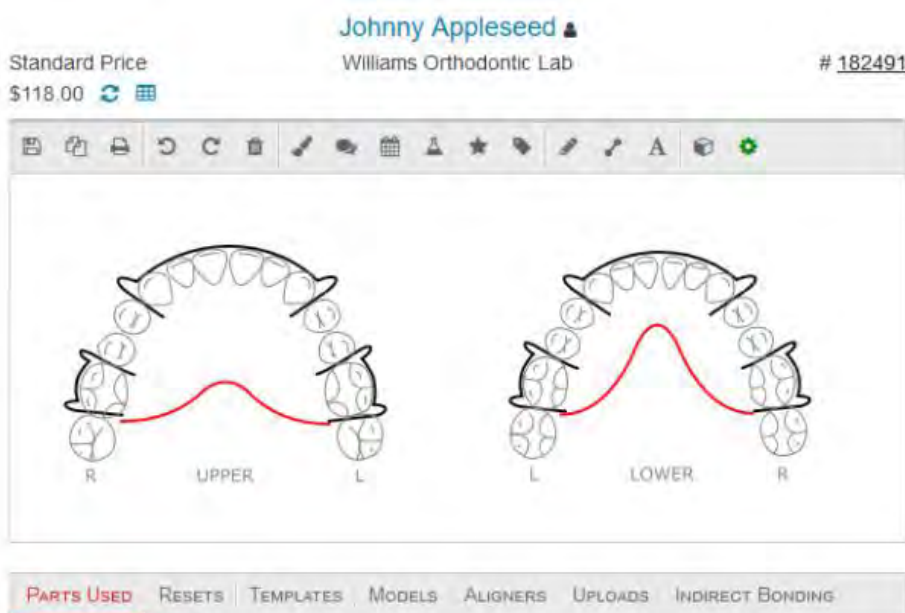 Johnny Appleseed
Standard Price
Williams Orthodontic Lab
# 182491
$118.00
A
R
UPPER
L
L
LOWER
R
PARTS USED RESETS TEMPLATES MODELS ALIGNERS UPLOADS INDIRECT BONDING